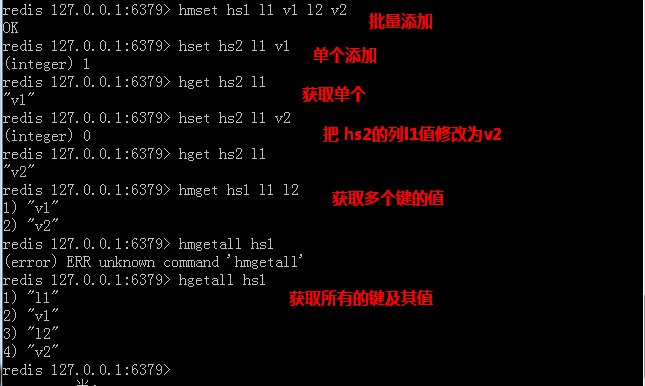 redis 127.0.0.1:6379> hmset hs1 l1 v1 l2 v2
批量添加
OK
redis 127.0.0.1:6379> hset hs2 l1 v1
单个添加
(integer) 1
redis 127.0.0.1:6379> hget hs2 l1
获取单个
"v1"
redis 127.0.0.1:6379> hset hs2 l1 v2
(integer) 0
把 hs2的列l1值修改为v2
redis 127.0.0.1:6379> hget hs2 l1
"v2"
redis 127.0.0.1:6379> hmget hs1 l1 l2
获取多个键的值
1) "v1"
2) "v2"
redis 127.0.0.1:6379> hmgetall hs1
(error) ERR unknown command 'hmgetall'
redis 127.0.0.1:6379> hgetall hs1
1) "l1"
获取所有的键及其值
2) "v1"
3) "l2"
4) "v2"
redis 127.0.0.1:6379>